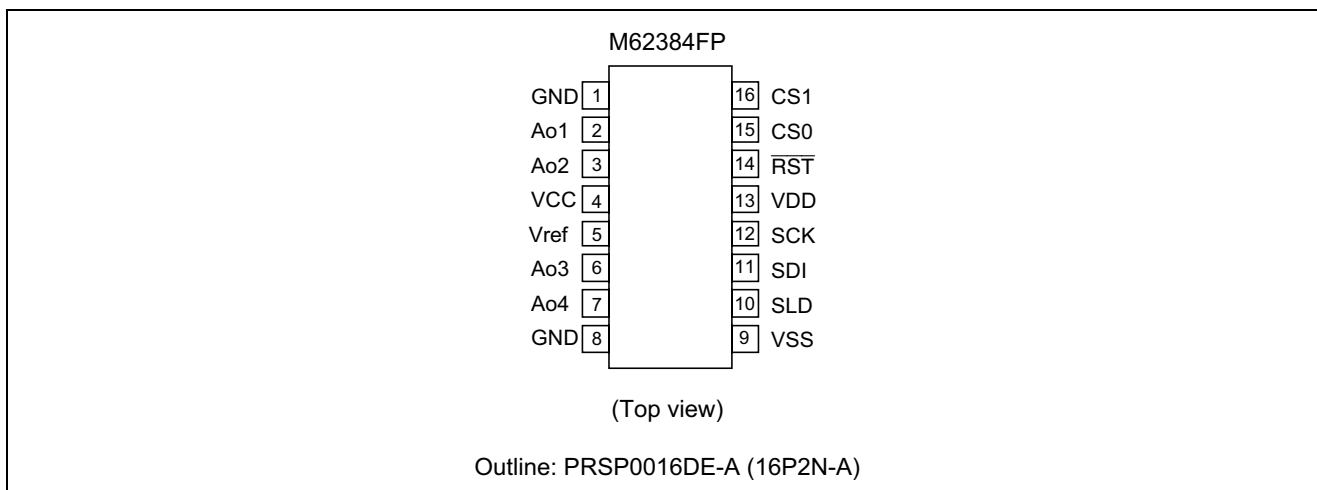 M62384FP
GND 1 16 CS1
Ao1 2 15 CS0
Ao2 3 14 R̅S̅T̅
VCC 4 13 VDD
Vref 5 12 SCK
Ao3 6 11 SDI
Ao4 7 10 SLD
GND 8 9 VSS
(Top view)
Outline: PRSP0016DE-A (16P2N-A)